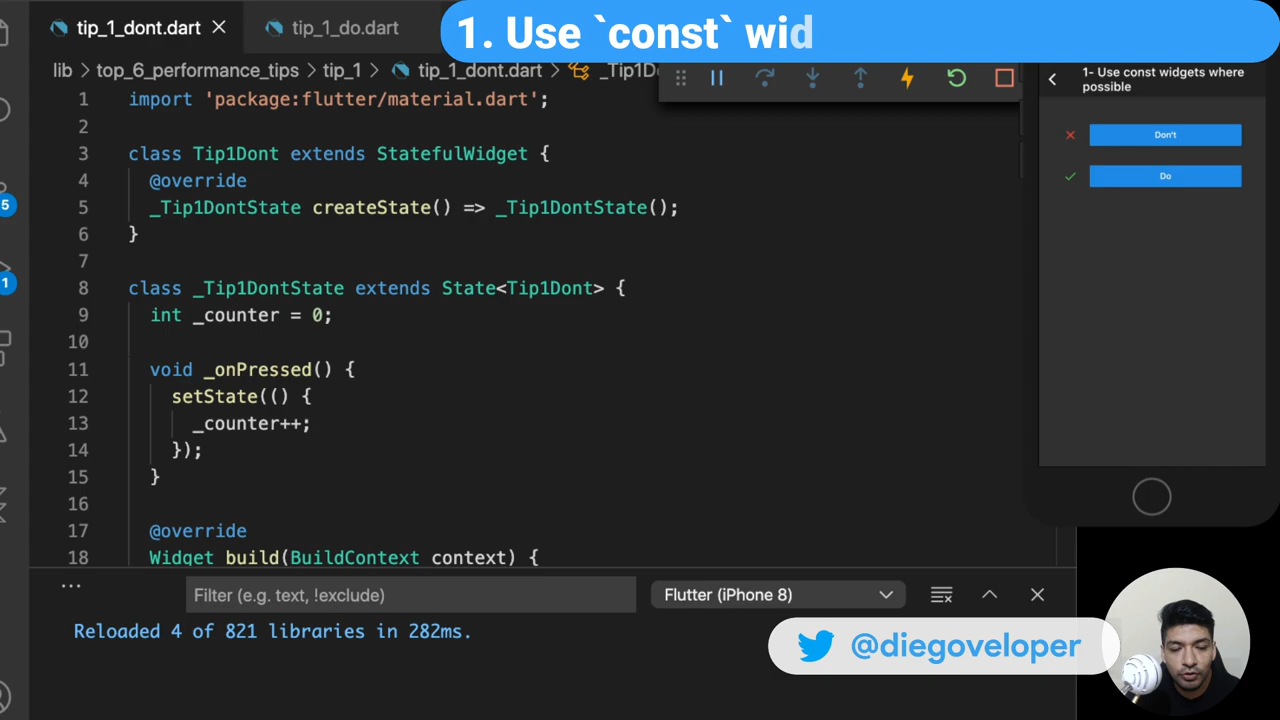 1. Use `const` wid
tip_1_dont.dart
tip_1_do.dart
lib > top_6_performance_tips > tip_1 > tip_1_dont.dart > _Tip1D
1 import 'package:flutter/material.dart';
2
3 class Tip1Dont extends StatefulWidget {
4 @override
5 _Tip1DontState createState() => _Tip1DontState();
6 }
7
8 class _Tip1DontState extends State<Tip1Dont> {
9 int _counter = 0;
10
11 void _onPressed() {
12 setState(() {
13 _counter++;
14 });
15 }
16
17 @override
18 Widget build(BuildContext context) {
1- Use const widgets where
possible
Don't
Do
5
1
...
Filter (e.g. text, !exclude)
Flutter (iPhone 8)
Reloaded 4 of 821 libraries in 282ms.
@diegoveloper